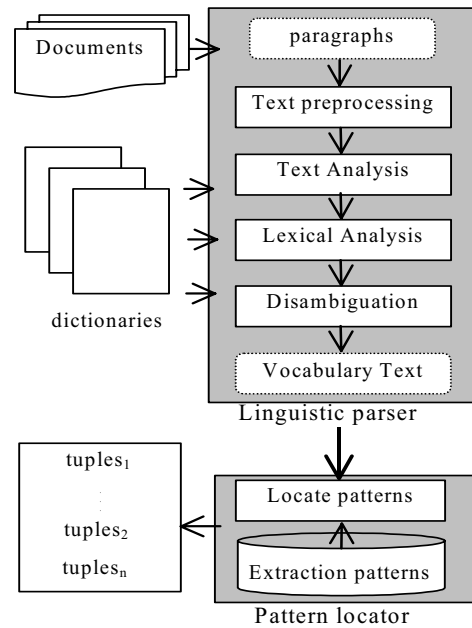 Documents
paragraphs
Text preprocessing
Text Analysis
Lexical Analysis
Disambiguation
Vocabulary Text
dictionaries
Linguistic parser
tuples₁
tuples₂
tuplesₙ
Locate patterns
Extraction patterns
Pattern locator